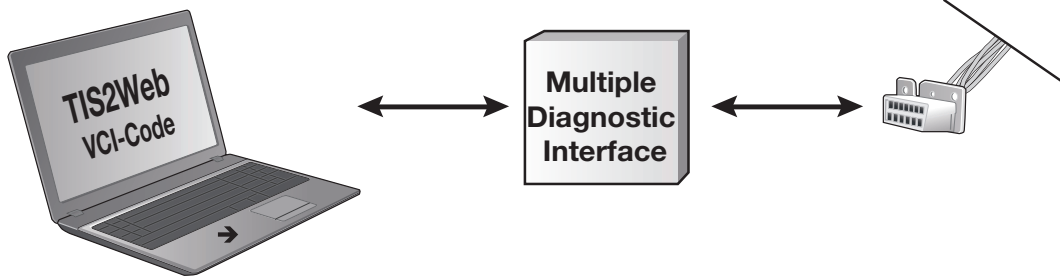 TIS2Web
VCI-Code
Multiple
Diagnostic
Interface